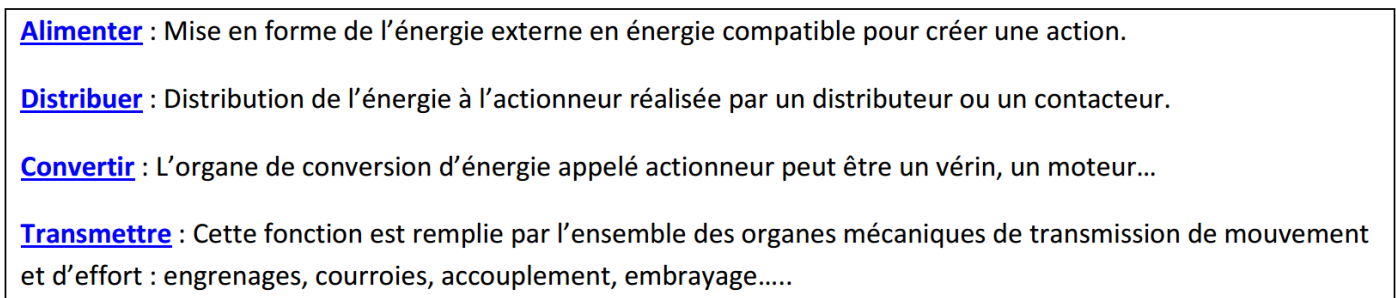 Alimenter : Mise en forme de l’énergie externe en énergie compatible pour créer une action.
Distribuer : Distribution de l’énergie à l’actionneur réalisée par un distributeur ou un contacteur.
Convertir : L’organe de conversion d’énergie appelé actionneur peut être un vérin, un moteur…
Transmettre : Cette fonction est remplie par l’ensemble des organes mécaniques de transmission de mouvement
et d’effort : engrenages, courroies, accouplement, embrayage…..